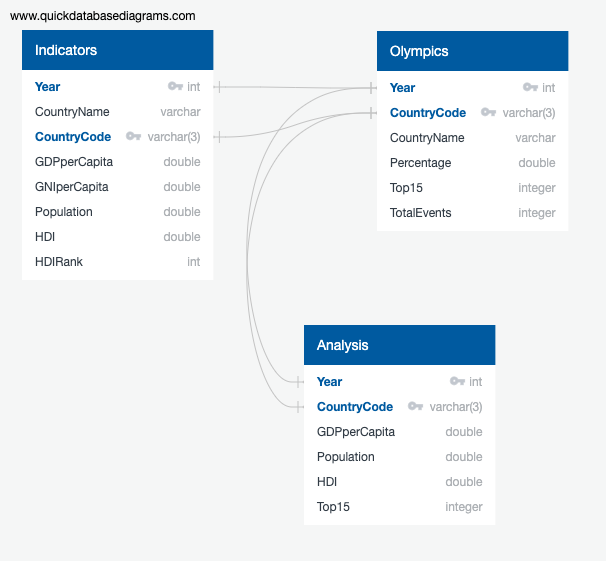 www.quickdatabasediagrams.com
Indicators
Year int
CountryName varchar
CountryCode varchar(3)
GDPperCapita double
GNIperCapita double
Population double
HDI double
HDIRank int
Olympics
Year int
CountryCode varchar(3)
CountryName varchar
Percentage double
Top15 integer
TotalEvents integer
Analysis
Year int
CountryCode varchar(3)
GDPperCapita double
Population double
HDI double
Top15 integer